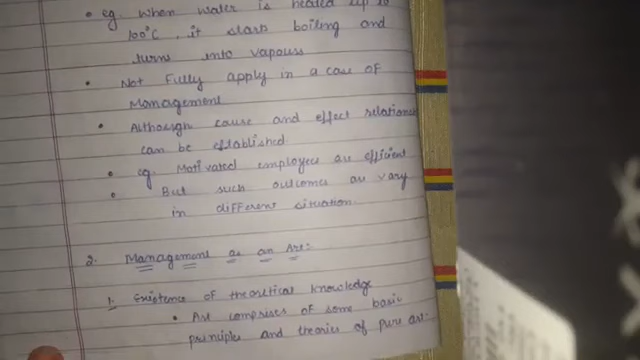 • eg. When water is heated up to
100°C, it starts boiling and
turns into vapours
• Not Fully apply in a case of
Management
• Although cause and effect relations
can be established.
• eg. Motivated employees are efficient
• But such outcomes are vary
in different situation.
2. Management as an Art:
1. Existence of theoretical knowledge
• Art comprises of some basic
principles and theories of pure art.